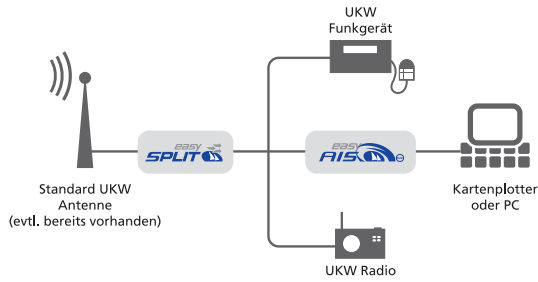 UKW
Funkgerät
easy
SPLIT
easy
AIS
Standard UKW
Antenne
(evtl. bereits vorhanden)
Kartenplotter
oder PC
UKW Radio